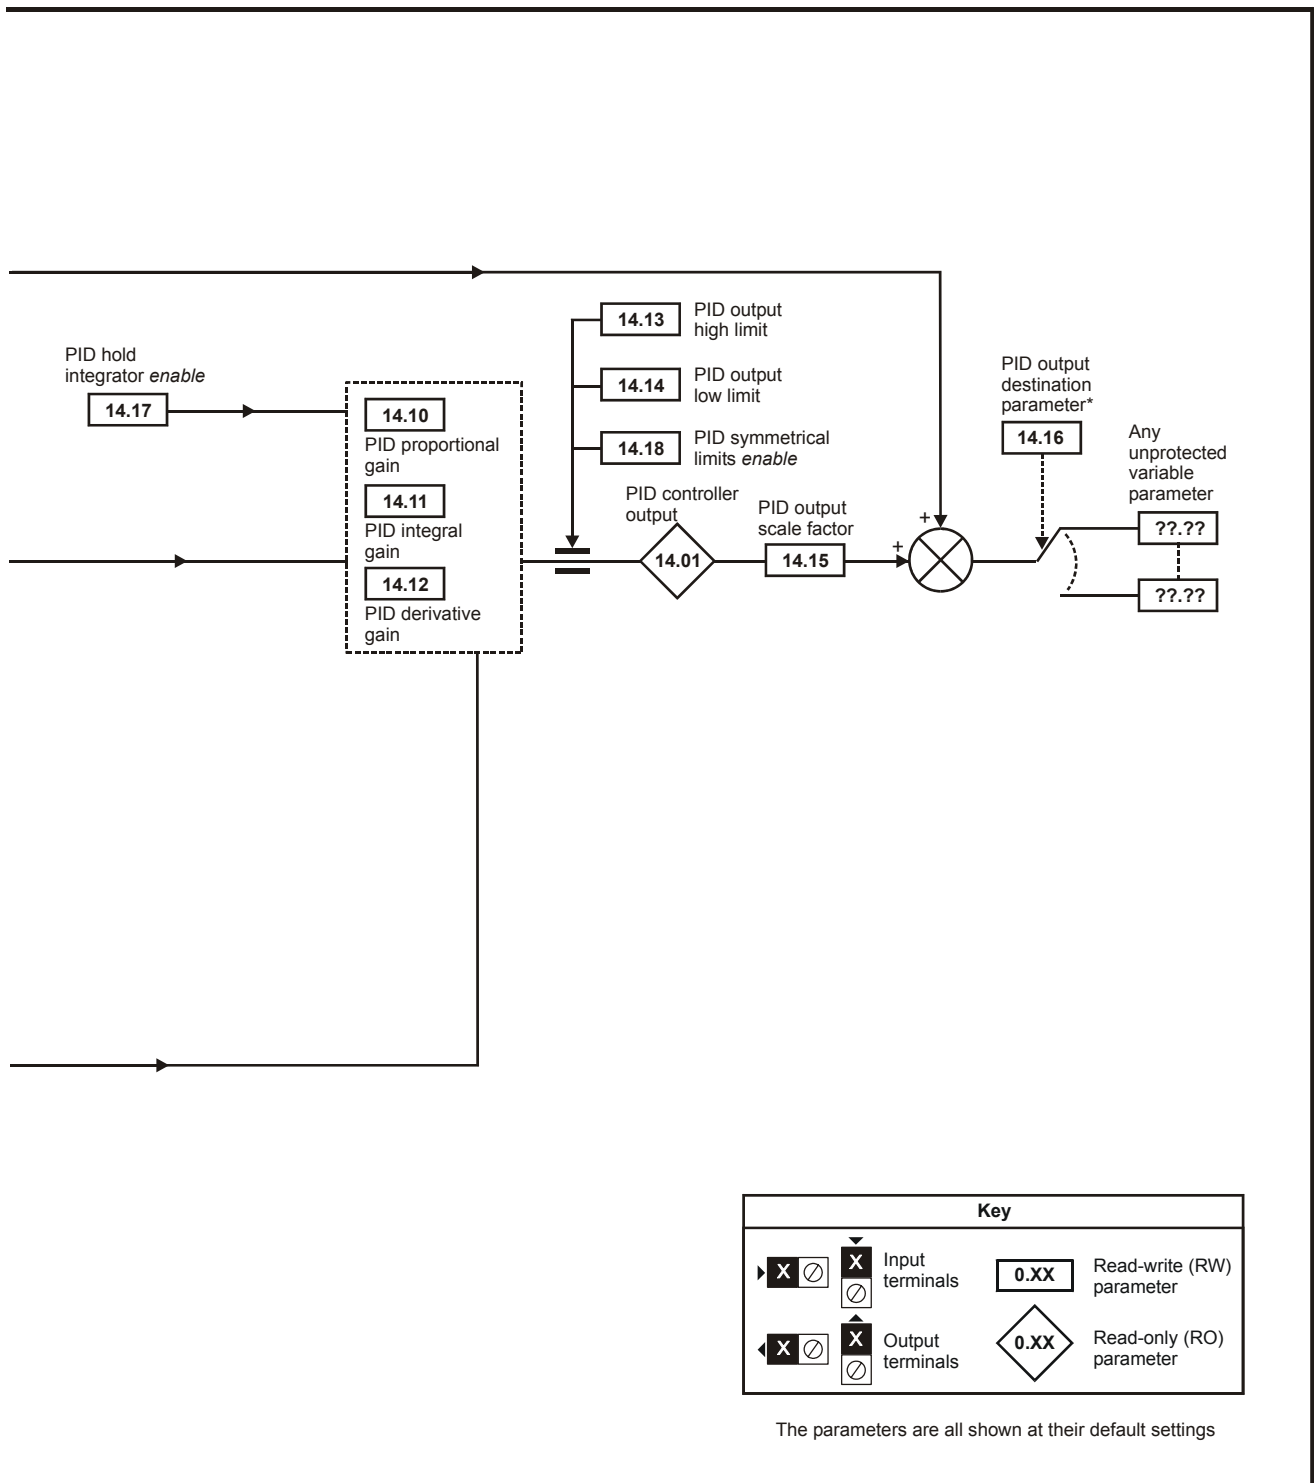 14.13
PID output
high limit
PID hold
integrator enable
14.17
14.14
PID output
low limit
14.18
PID symmetrical
limits enable
14.10
PID proportional
gain
14.11
PID integral
gain
14.12
PID derivative
gain
PID controller
output
14.01
PID output
scale factor
14.15
+
+
PID output
destination
parameter*
14.16
Any
unprotected
variable
parameter
??.??
??.??
Key
X
X
Input
terminals
0.XX
Read-write (RW)
parameter
X
X
Output
terminals
0.XX
Read-only (RO)
parameter
The parameters are all shown at their default settings